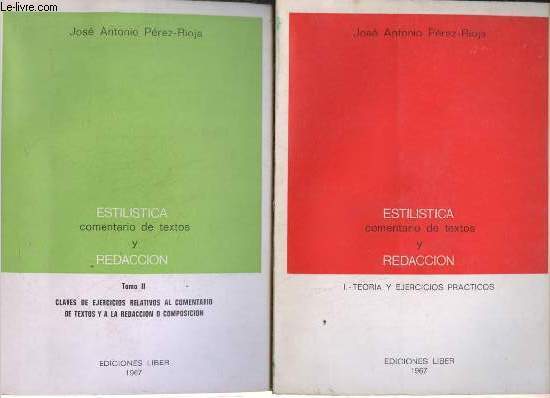 Le-livre.com
José Antonio Pérez-Rioja
ESTILISTICA
comentario de textos
y
REDACCION
Tomo II
CLAVES DE EJERCICIOS RELATIVOS AL COMENTARIO
DE TEXTOS Y A LA REDACCION O COMPOSICION
EDICIONES LIBER
1967
José Antonio Pérez-Rioja
ESTILISTICA
comentario de textos
y
REDACCION
I.-TEORIA Y EJERCICIOS PRACTICOS
EDICIONES LIBER
1967